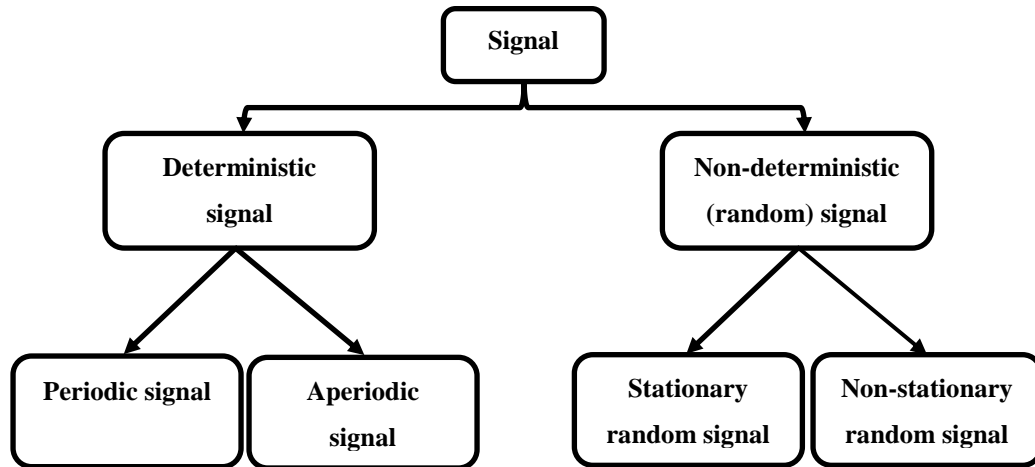 Signal
Deterministic
signal
Non-deterministic
(random) signal
Periodic signal
Aperiodic
signal
Stationary
random signal
Non-stationary
random signal